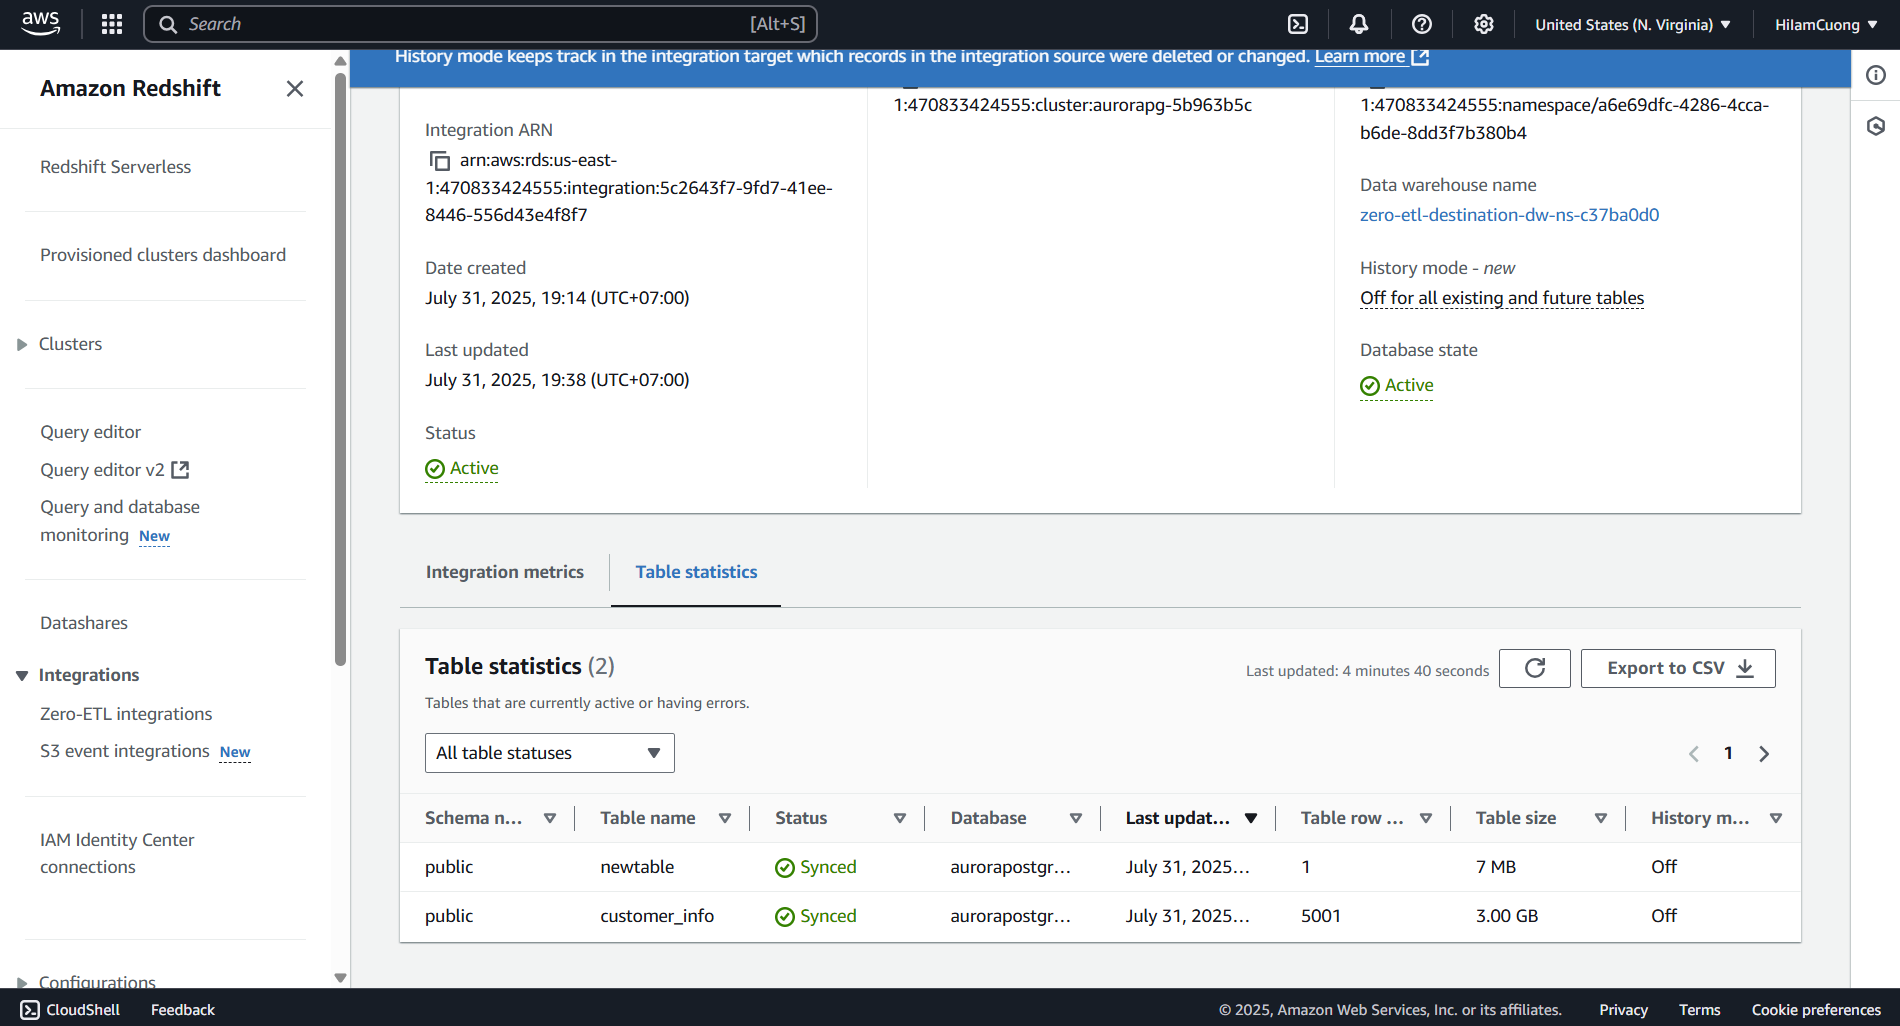 aws
Search
[Alt+S]
United States (N. Virginia)
HilamCuong
Amazon Redshift
Redshift Serverless
Provisioned clusters dashboard
Clusters
Query editor
Query editor v2
Query and database
monitoring New
Datashares
Integrations
Zero-ETL integrations
S3 event integrations New
IAM Identity Center
connections
Configurations
History mode keeps track in the integration target which records in the integration source were deleted or changed. Learn more
Integration ARN
arn:aws:rds:us-east-
1:470833424555:integration:5c2643f7-9fd7-41ee-
8446-556d43e4f8f7
Date created
July 31, 2025, 19:14 (UTC+07:00)
Last updated
July 31, 2025, 19:38 (UTC+07:00)
Status
Active
1:470833424555:cluster:aurorapg-5b963b5c
1:470833424555:namespace/a6e69dfc-4286-4cca-
b6de-8dd3f7b380b4
Data warehouse name
zero-etl-destination-dw-ns-c37ba0d0
History mode - new
Off for all existing and future tables
Database state
Active
Integration metrics
Table statistics
Table statistics (2)
Last updated: 4 minutes 40 seconds
Export to CSV
Tables that are currently active or having errors.
All table statuses
1
Schema n... Table name Status Database Last updat... Table row ... Table size History m...
public newtable Synced aurorapostgr... July 31, 2025... 1 7 MB Off
public customer_info Synced aurorapostgr... July 31, 2025... 5001 3.00 GB Off
CloudShell Feedback © 2025, Amazon Web Services, Inc. or its affiliates. Privacy Terms Cookie preferences